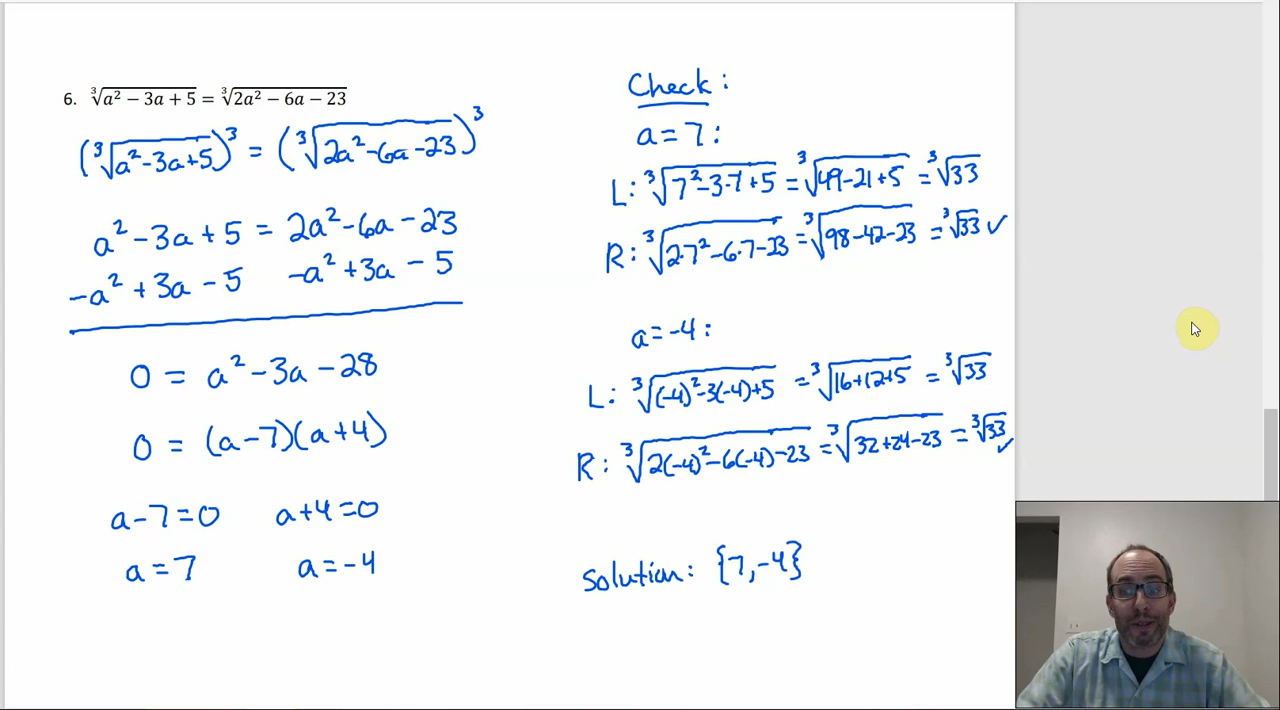 6. ∛(a² − 3a + 5) = ∛(2a² − 6a − 23)
(∛(a²-3a+5))³ = (∛(2a²-6a-23))³
a² -3a+5 = 2a²-6a-23
-a² +3a -5 -a² +3a -5
0 = a² -3a -28
0 = (a-7)(a+4)
a-7=0 a+4=0
a=7 a=-4
Check:
a=7:
L: ∛(7²-3·7+5) = ∛(49-21+5) = ∛33
R: ∛(2·7²-6·7-23) = ∛(98-42-23) = ∛33 ✓
a=-4:
L: ∛((-4)²-3(-4)+5) = ∛(16+12+5) = ∛33
R: ∛(2(-4)²-6(-4)-23) = ∛(32+24-23) = ∛33 ✓
solution: {7,-4}